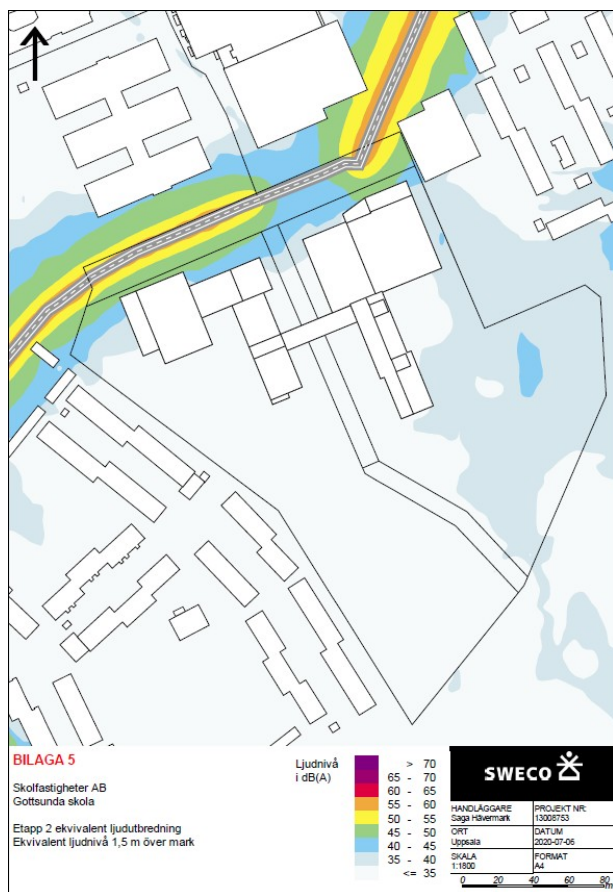 BILAGA 5
Skolfastigheter AB
Gottsunda skola
Etapp 2 ekvivalent ljudutbredning
Ekvivalent ljudnivå 1,5 m över mark
Ljudnivå
i dB(A)
> 70
65 - 70
60 - 65
55 - 60
50 - 55
45 - 50
40 - 45
35 - 40
<= 35
SWECO
HANDLÄGGARE
Saga Hävermark
PROJEKT NR:
13008753
ORT
Uppsala
DATUM
2020-07-06
SKALA
1:1800
FORMAT
A4
0 20 40 60 80
m